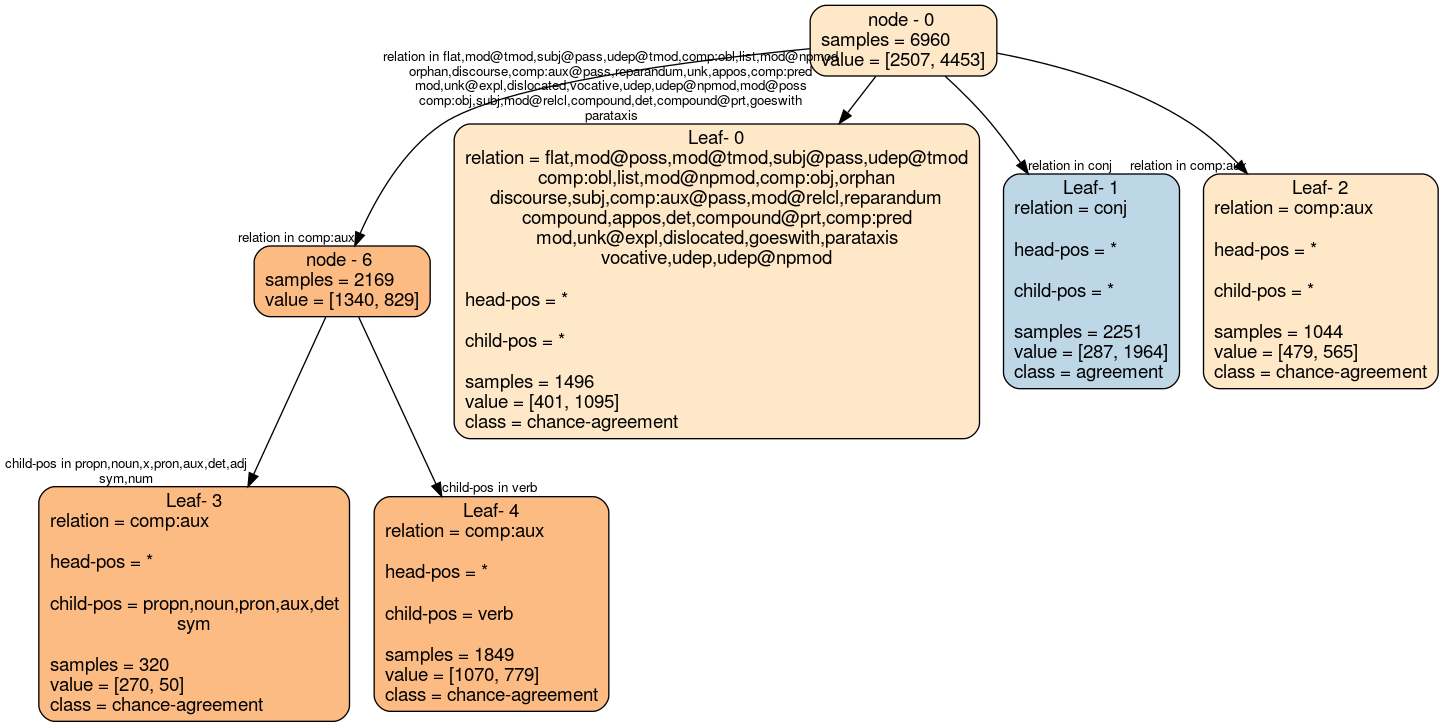 node - 0
samples = 6960
value = [2507, 4453]
relation in flat,mod@tmod,subj@pass,udep@tmod,comp:obl,list,mod@npmod
orphan,discourse,comp:aux@pass,reparandum,unk,appos,comp:pred
mod,unk@expl,dislocated,vocative,udep,udep@npmod,mod@poss
comp:obj,subj,mod@relcl,compound,det,compound@prt,goeswith
parataxis
Leaf- 0
relation = flat,mod@poss,mod@tmod,subj@pass,udep@tmod
comp:obl,list,mod@npmod,comp:obj,orphan
discourse,subj,comp:aux@pass,mod@relcl,reparandum
compound,appos,det,compound@prt,comp:pred
mod,unk@expl,dislocated,goeswith,parataxis
vocative,udep,udep@npmod
head-pos = *
child-pos = *
samples = 1496
value = [401, 1095]
class = chance-agreement
relation in conj
Leaf- 1
relation = conj
head-pos = *
child-pos = *
samples = 2251
value = [287, 1964]
class = agreement
relation in comp:aux
Leaf- 2
relation = comp:aux
head-pos = *
child-pos = *
samples = 1044
value = [479, 565]
class = chance-agreement
relation in comp:aux
node - 6
samples = 2169
value = [1340, 829]
child-pos in propn,noun,x,pron,aux,det,adj
sym,num
Leaf- 3
relation = comp:aux
head-pos = *
child-pos = propn,noun,pron,aux,det
sym
samples = 320
value = [270, 50]
class = chance-agreement
child-pos in verb
Leaf- 4
relation = comp:aux
head-pos = *
child-pos = verb
samples = 1849
value = [1070, 779]
class = chance-agreement